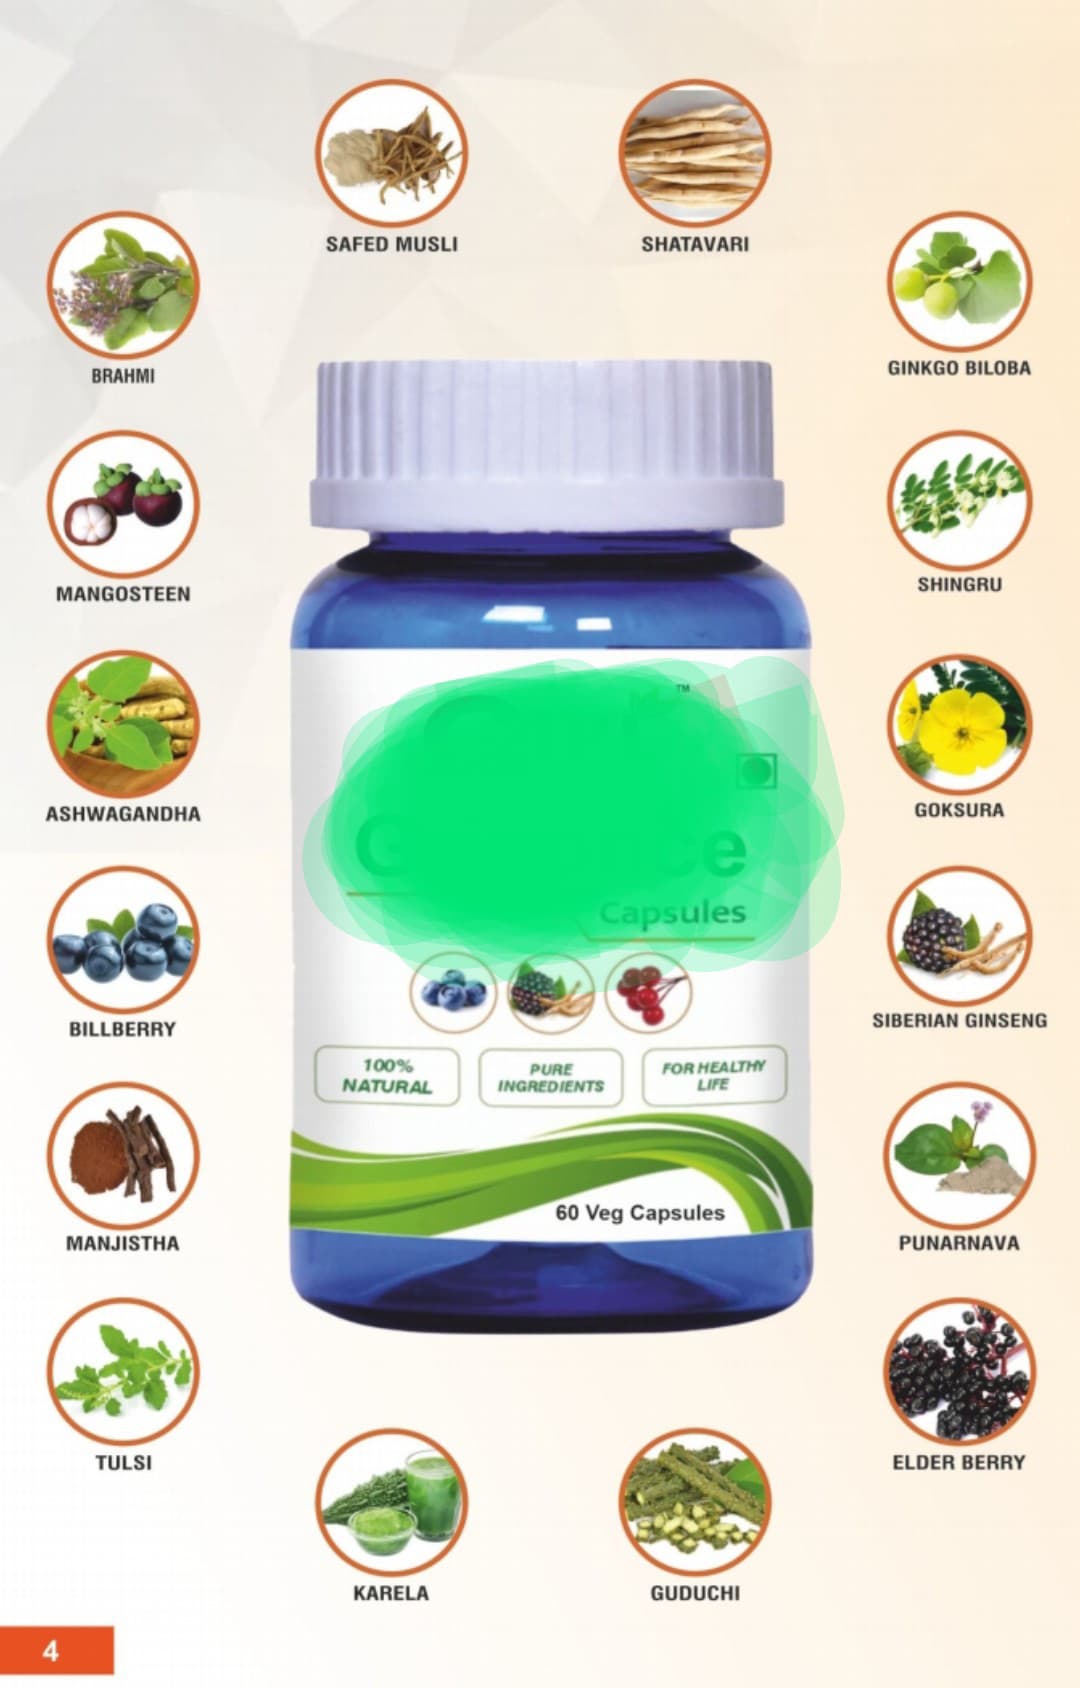 SAFED MUSLI
SHATAVARI
BRAHMI
GINKGO BILOBA
MANGOSTEEN
SHINGRU
ASHWAGANDHA
GOKSURA
BILLBERRY
SIBERIAN GINSENG
MANJISTHA
PUNARNAVA
TULSI
ELDER BERRY
KARELA
GUDUCHI
TM
Capsules
100%
NATURAL
PURE
INGREDIENTS
FOR HEALTHY
LIFE
60 Veg Capsules
4